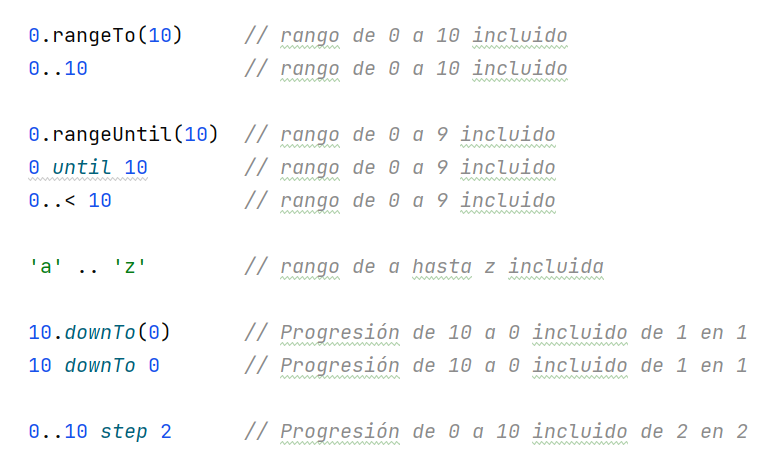 0.rangeTo(10) // rango de 0 a 10 incluido
0..10 // rango de 0 a 10 incluido
0.rangeUntil(10) // rango de 0 a 9 incluido
0 until 10 // rango de 0 a 9 incluido
0..< 10 // rango de 0 a 9 incluido
'a' .. 'z' // rango de a hasta z incluida
10.downTo(0) // Progresión de 10 a 0 incluido de 1 en 1
10 downTo 0 // Progresión de 10 a 0 incluido de 1 en 1
0..10 step 2 // Progresión de 0 a 10 incluido de 2 en 2